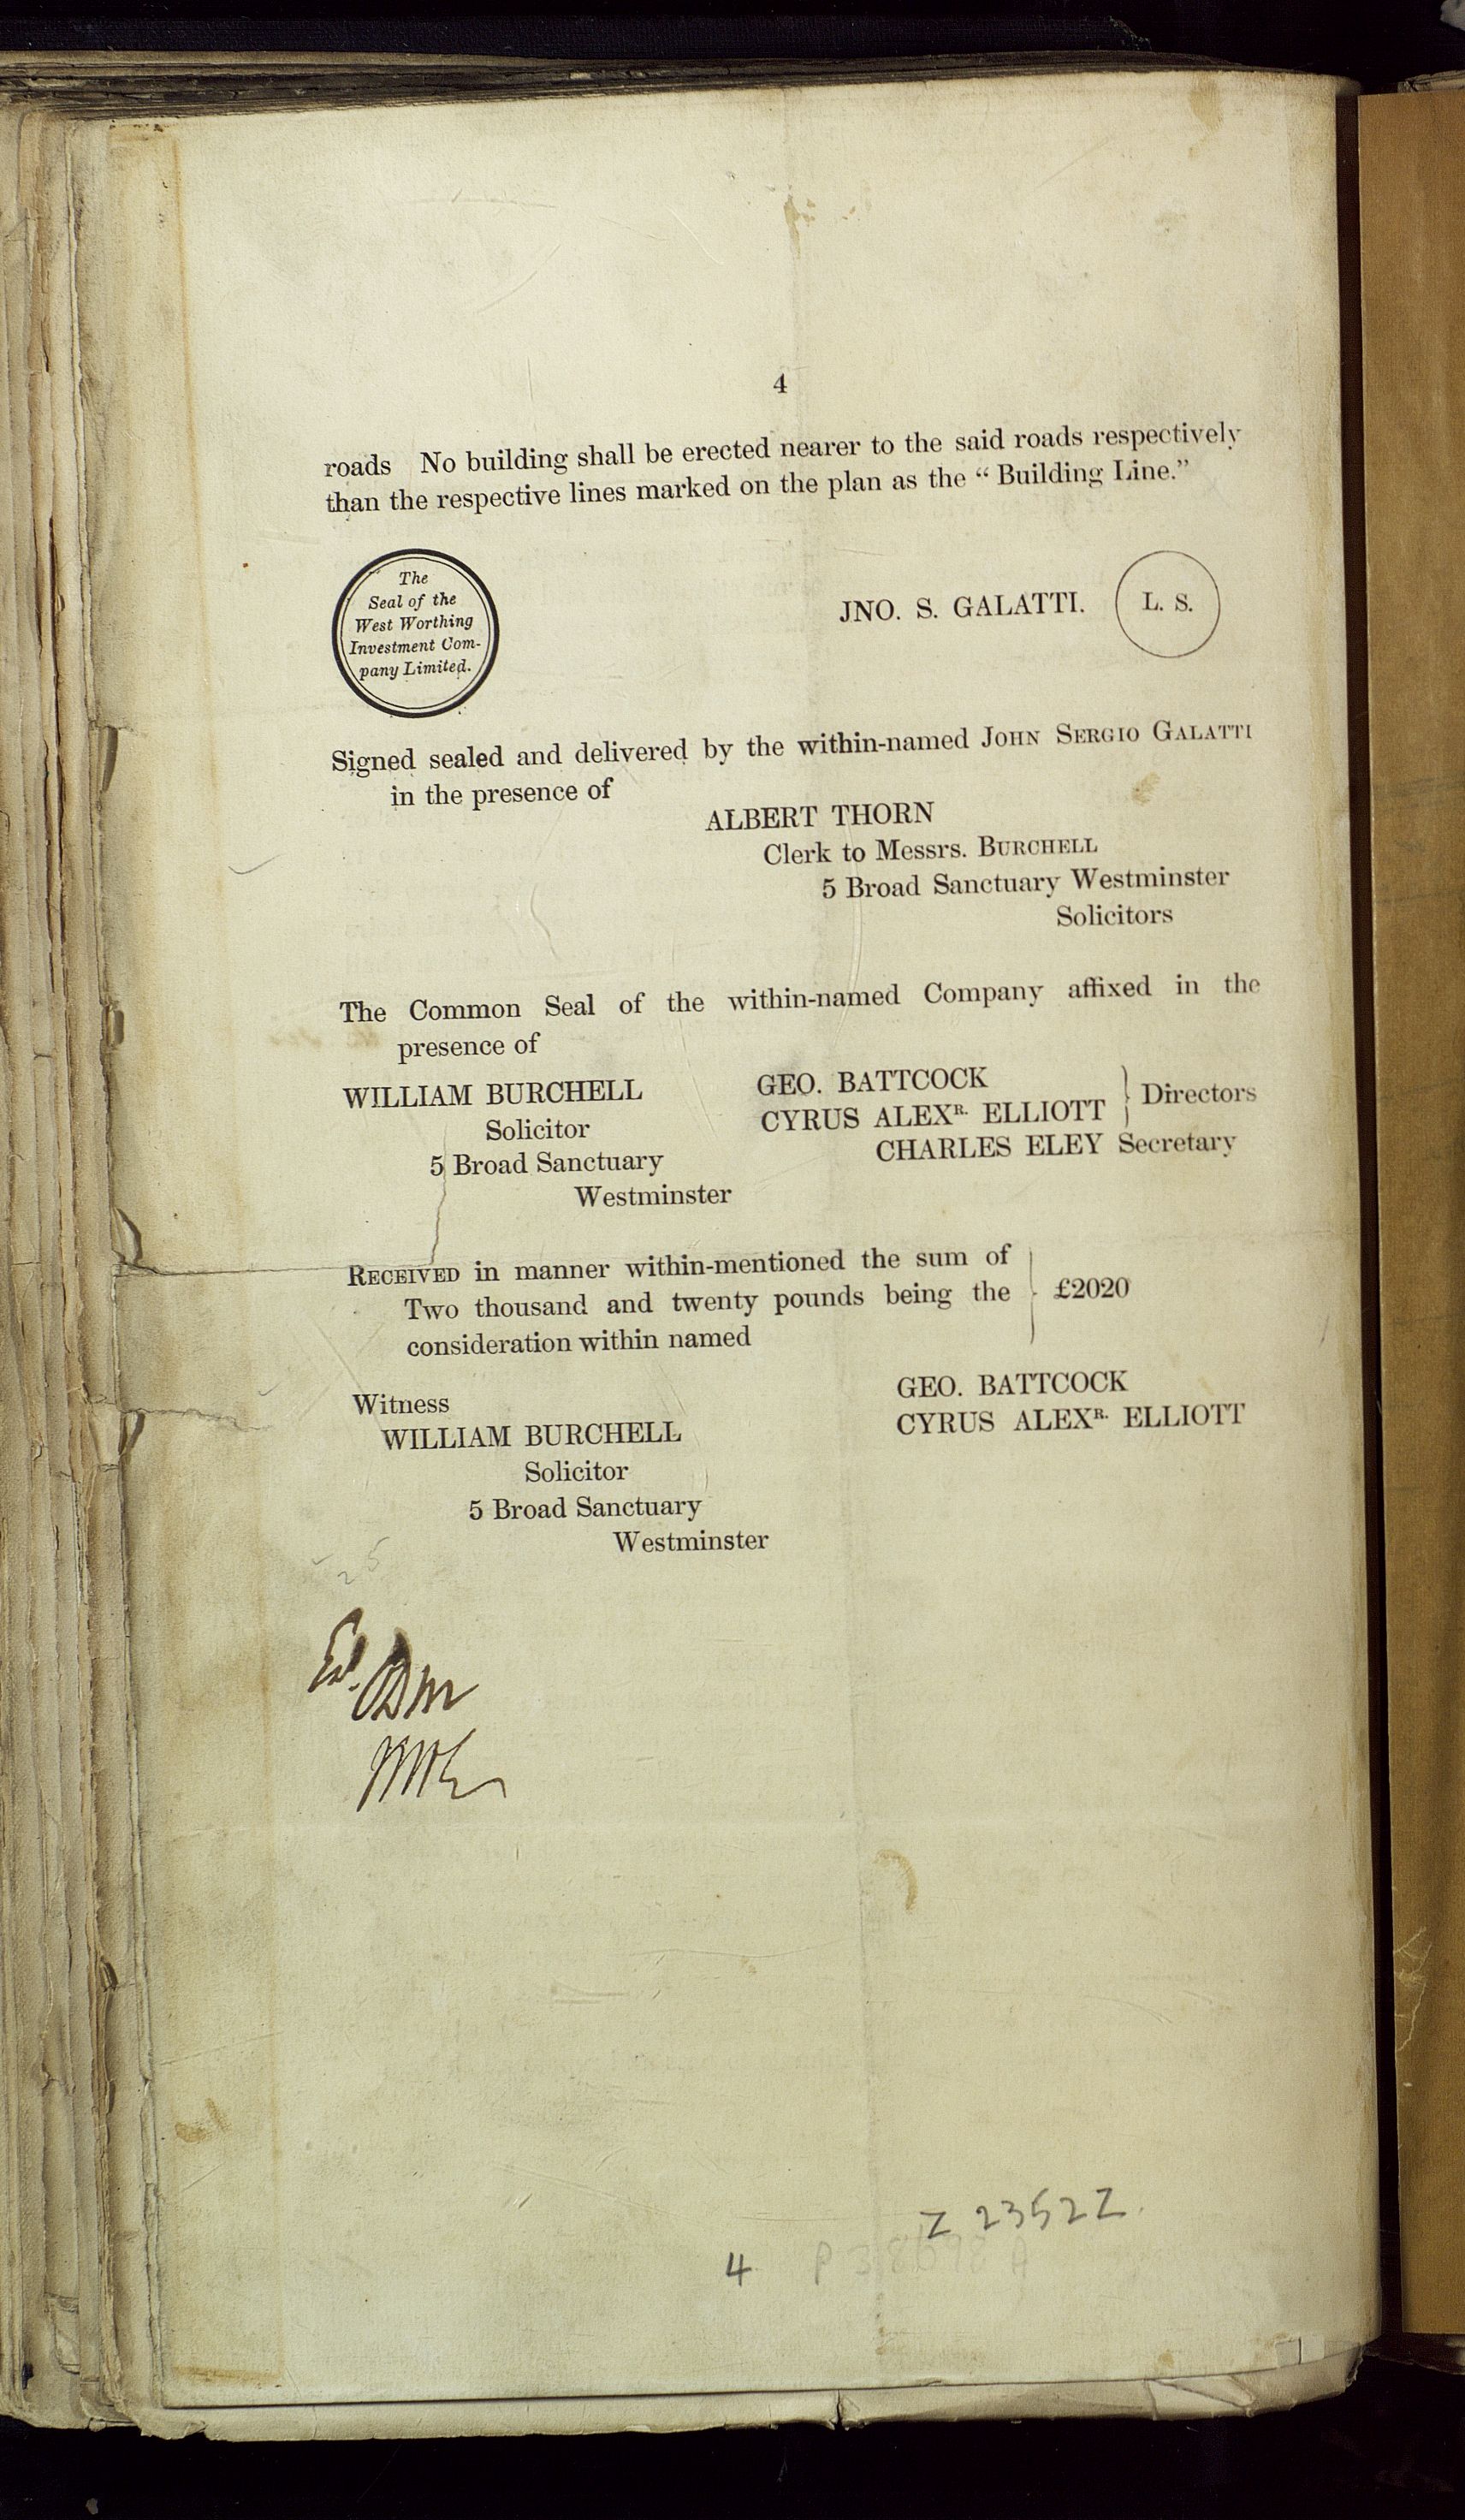 4
roads No building shall be erected nearer to the said roads respectively
than the respective lines marked on the plan as the “ Building Line.”
The
Seal of the
West Worthing
Investment Com-
pany Limited.
JNO. S. GALATTI. L. S.
Signed sealed and delivered by the within-named JOHN SERGIO GALATTI
in the presence of
ALBERT THORN
Clerk to Messrs. BURCHELL
5 Broad Sanctuary Westminster
Solicitors
The Common Seal of the within-named Company affixed in the
presence of
WILLIAM BURCHELL
Solicitor
5 Broad Sanctuary
Westminster
GEO. BATTCOCK
CYRUS ALEXR. ELLIOTT
Directors
CHARLES ELEY Secretary
RECEIVED in manner within-mentioned the sum of
Two thousand and twenty pounds being the
consideration within named
£2020
Witness
WILLIAM BURCHELL
Solicitor
5 Broad Sanctuary
Westminster
GEO. BATTCOCK
CYRUS ALEXR. ELLIOTT
Z 2352Z.
4